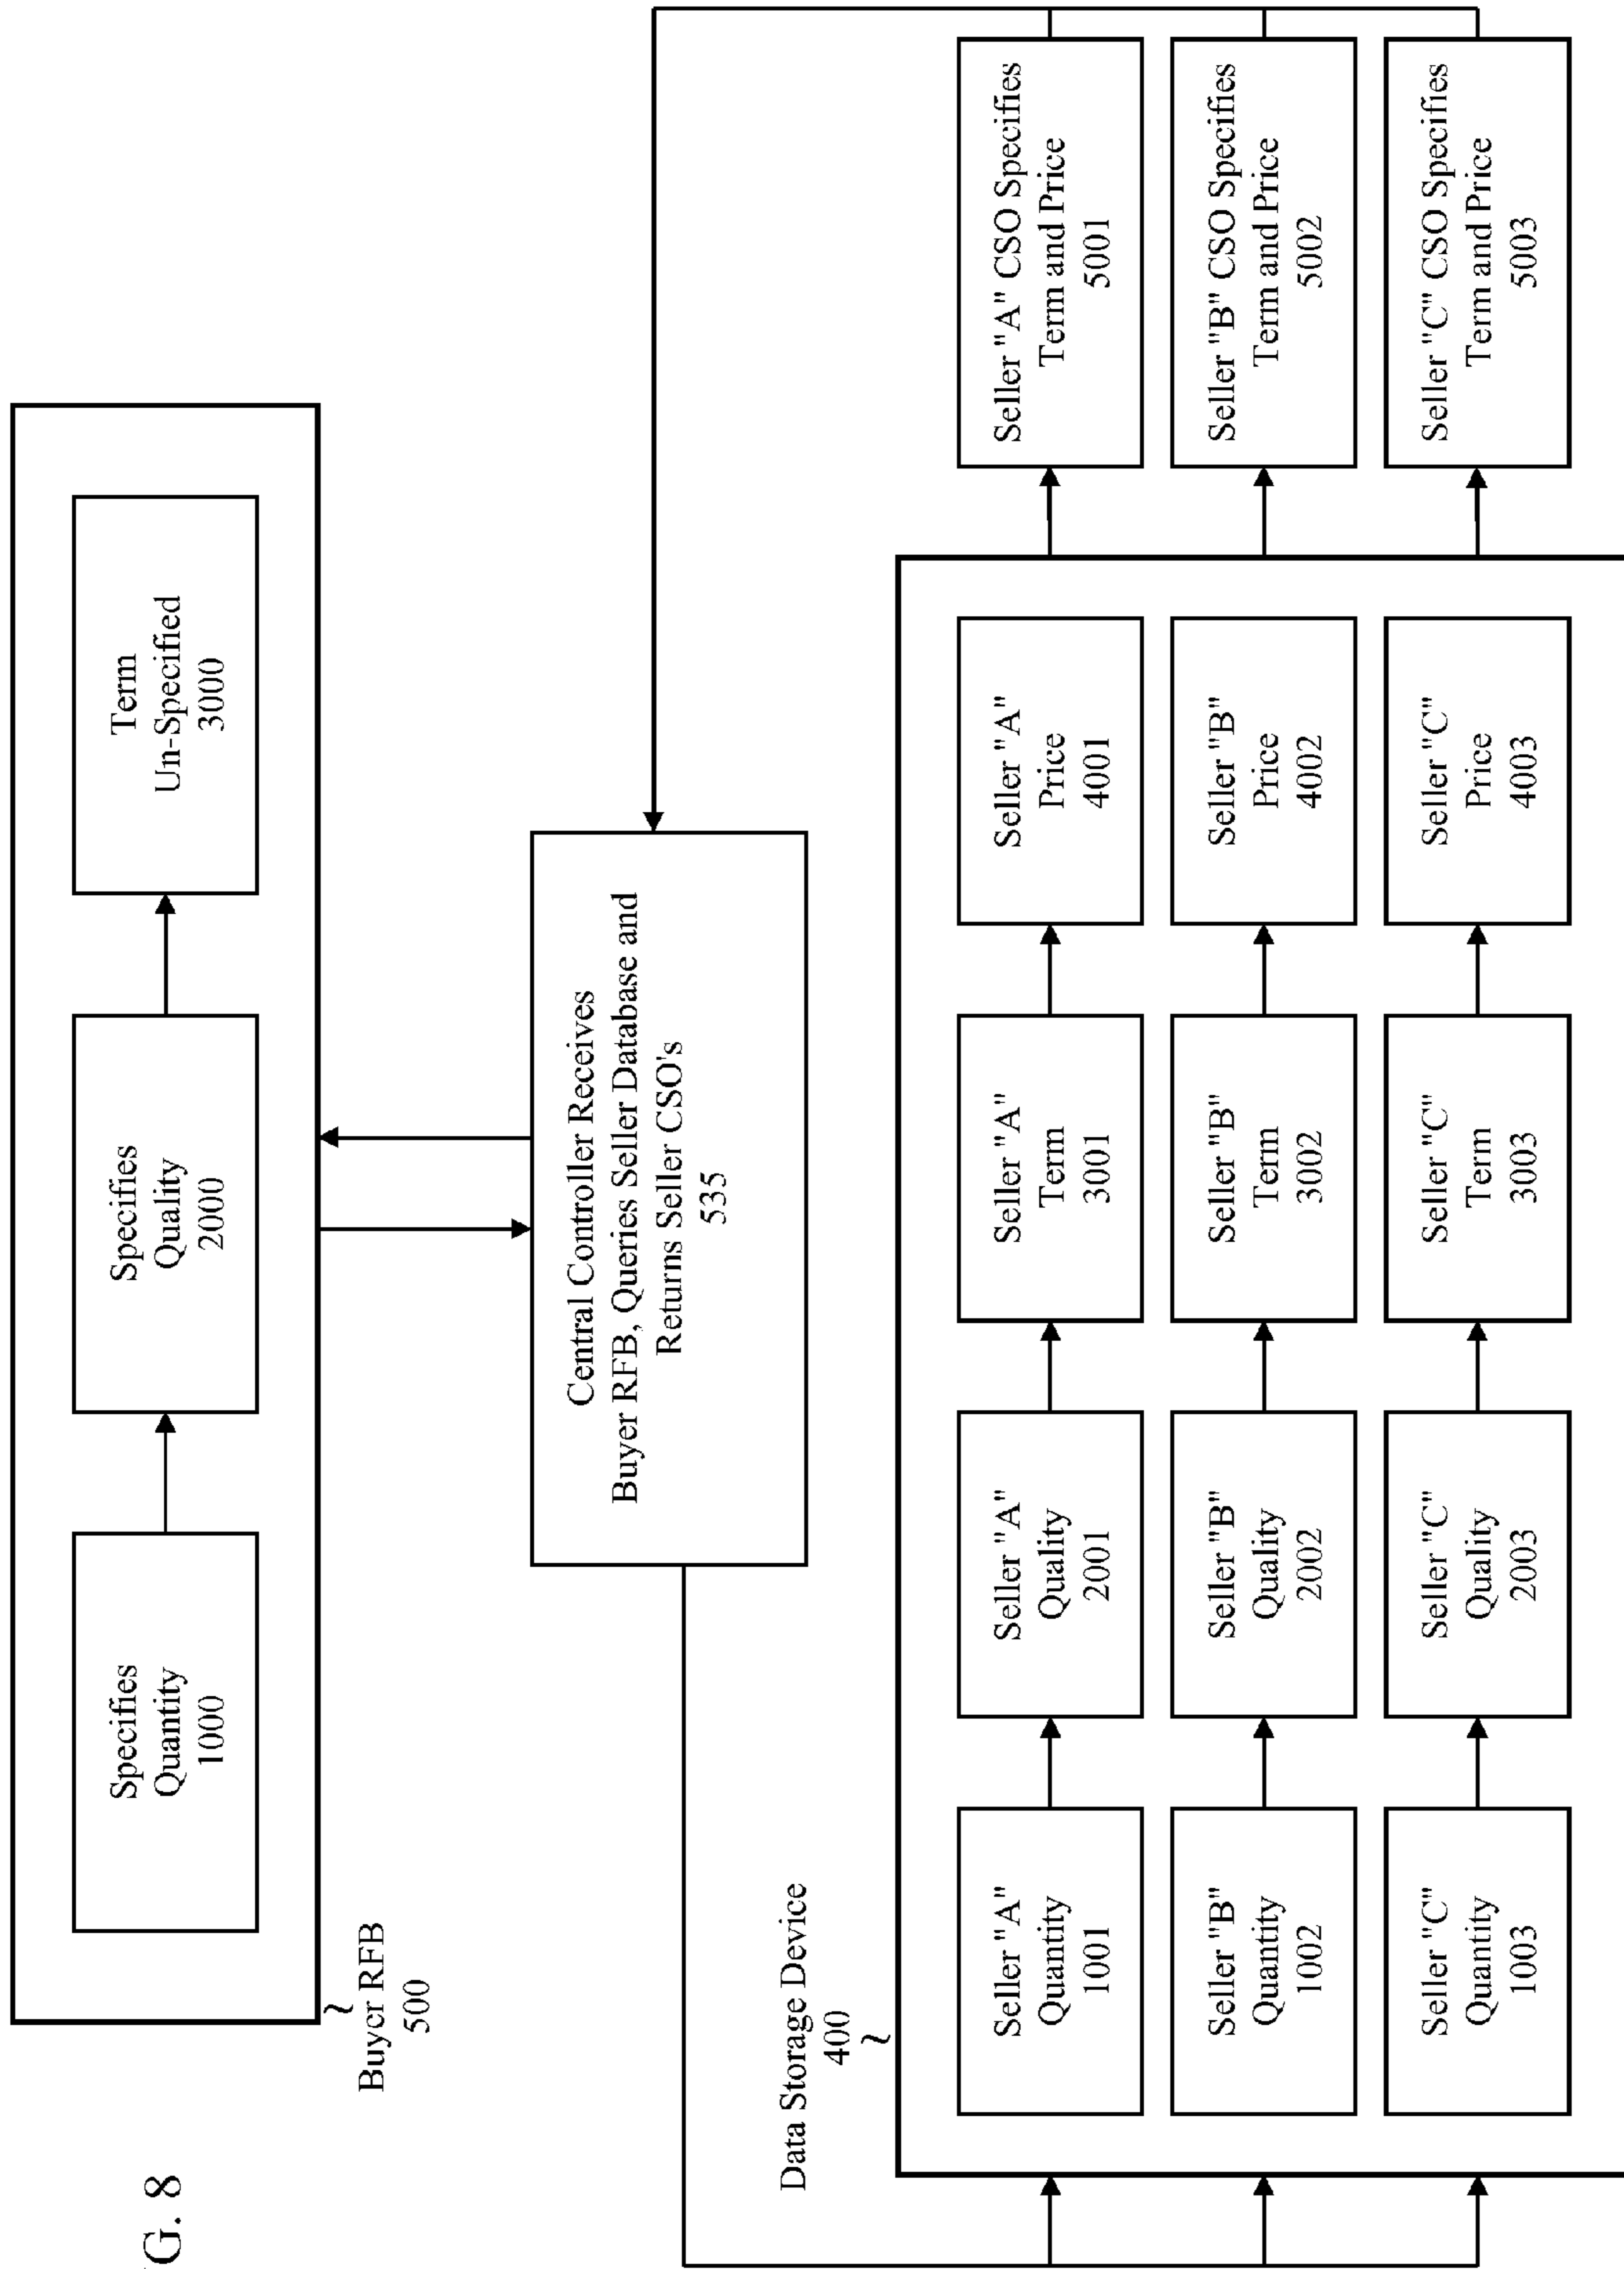 FIG. 8
Specifies
Quantity
1000
Specifies
Quality
2000
Term
Un-Specified
3000
Buyer RFB
500
Central Controller Receives
Buyer RFB, Queries Seller Database and
Returns Seller CSO's
535
Data Storage Device
400
Seller "A"
Quantity
1001
Seller "A"
Quality
2001
Seller "A"
Term
3001
Seller "A"
Price
4001
Seller "A" CSO Specifies
Term and Price
5001
Seller "B"
Quantity
1002
Seller "B"
Quality
2002
Seller "B"
Term
3002
Seller "B"
Price
4002
Seller "B" CSO Specifies
Term and Price
5002
Seller "C"
Quantity
1003
Seller "C"
Quality
2003
Seller "C"
Term
3003
Seller "C"
Price
4003
Seller "C" CSO Specifies
Term and Price
5003